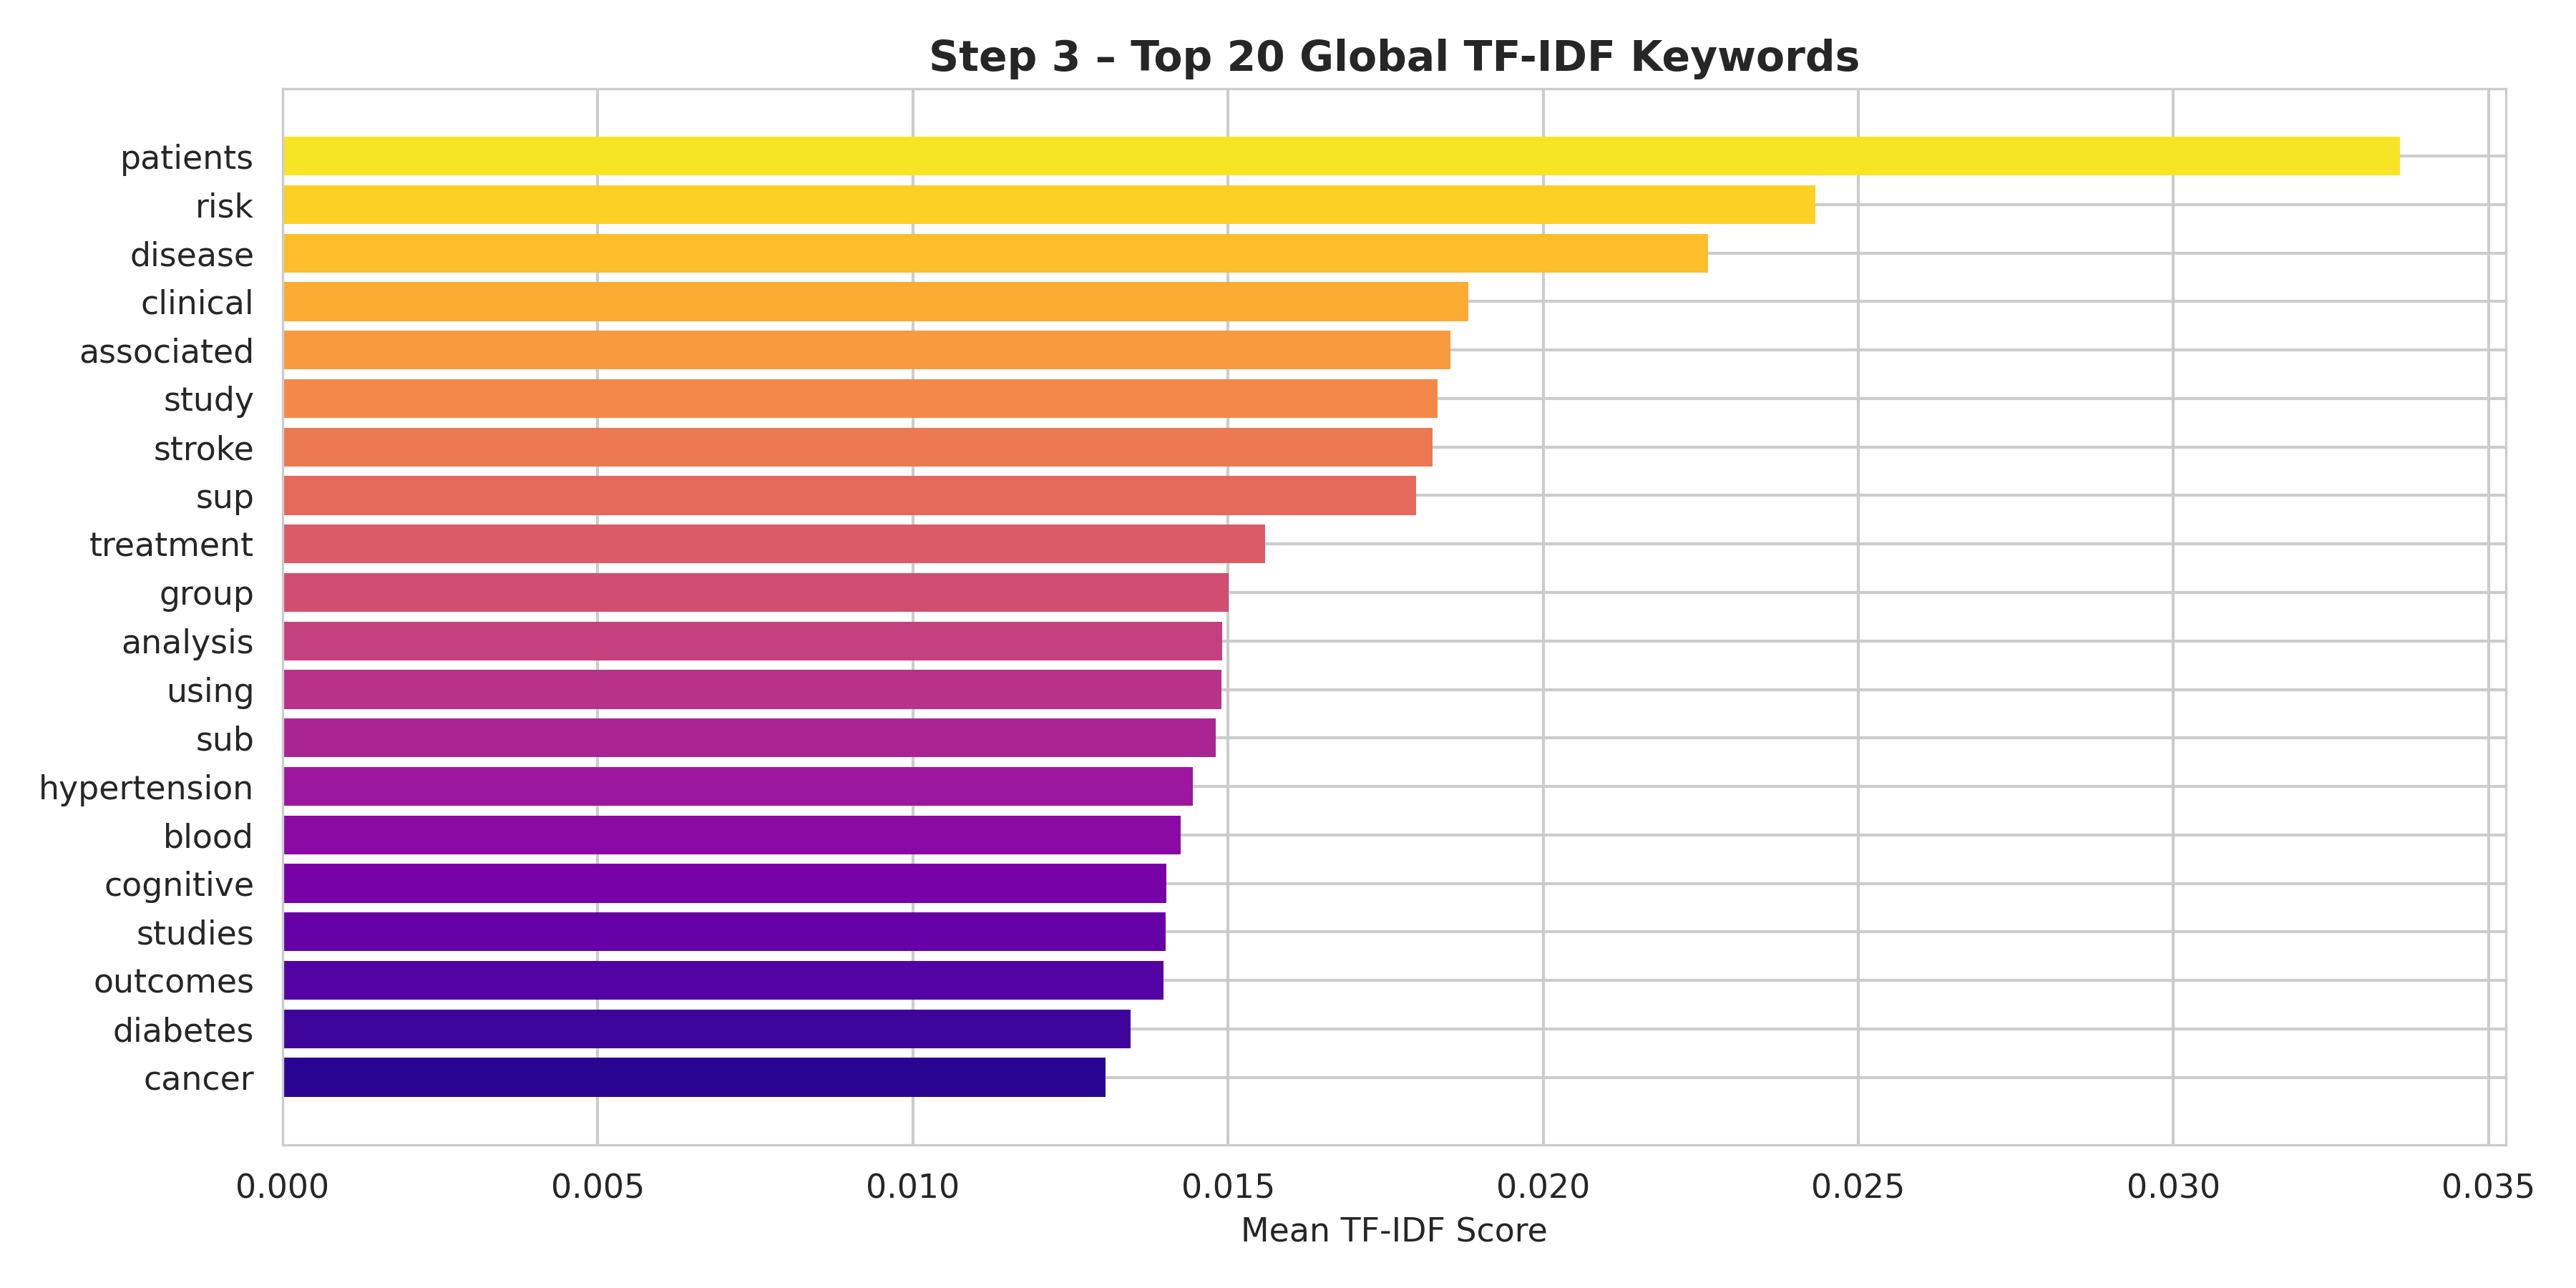 Step 3 – Top 20 Global TF-IDF Keywords
patients
risk
disease
clinical
associated
study
stroke
sup
treatment
group
analysis
using
sub
hypertension
blood
cognitive
studies
outcomes
diabetes
cancer
0.000 0.005 0.010 0.015 0.020 0.025 0.030 0.035
Mean TF-IDF Score